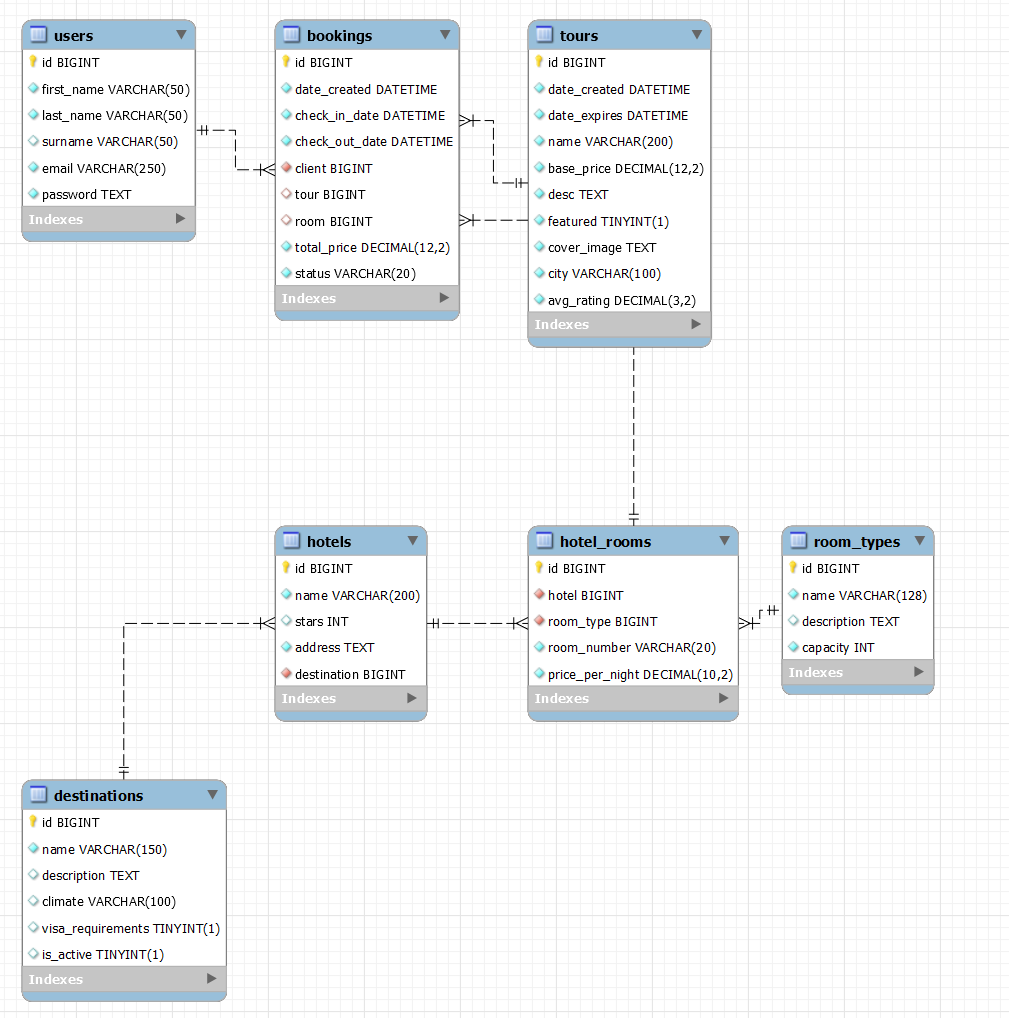 users
id BIGINT
first_name VARCHAR(50)
last_name VARCHAR(50)
surname VARCHAR(50)
email VARCHAR(250)
password TEXT
Indexes
bookings
id BIGINT
date_created DATETIME
check_in_date DATETIME
check_out_date DATETIME
client BIGINT
tour BIGINT
room BIGINT
total_price DECIMAL(12,2)
status VARCHAR(20)
Indexes
tours
id BIGINT
date_created DATETIME
date_expires DATETIME
name VARCHAR(200)
base_price DECIMAL(12,2)
desc TEXT
featured TINYINT(1)
cover_image TEXT
city VARCHAR(100)
avg_rating DECIMAL(3,2)
Indexes
hotels
id BIGINT
name VARCHAR(200)
stars INT
address TEXT
destination BIGINT
Indexes
hotel_rooms
id BIGINT
hotel BIGINT
room_type BIGINT
room_number VARCHAR(20)
price_per_night DECIMAL(10,2)
Indexes
room_types
id BIGINT
name VARCHAR(128)
description TEXT
capacity INT
Indexes
destinations
id BIGINT
name VARCHAR(150)
description TEXT
climate VARCHAR(100)
visa_requirements TINYINT(1)
is_active TINYINT(1)
Indexes